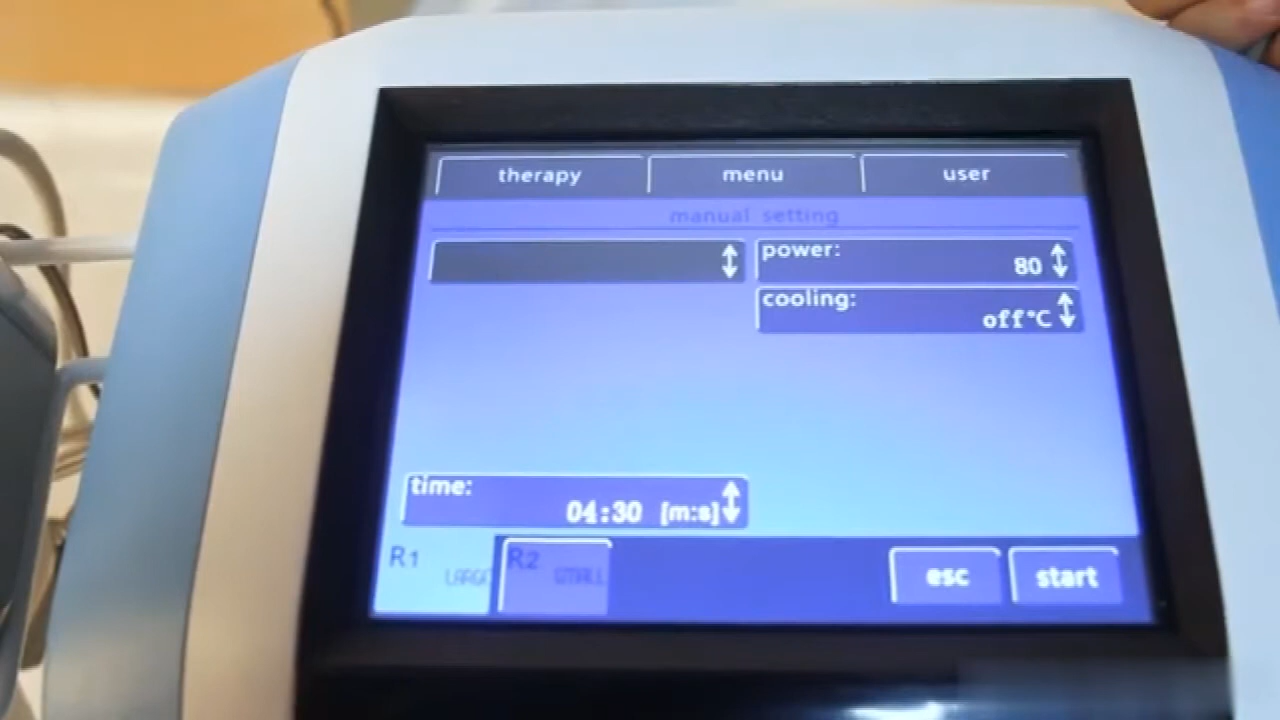 therapy menu user
manual setting
power:
80
cooling:
off°C
time:
04:30 [m:s]
R1 R2
esc start